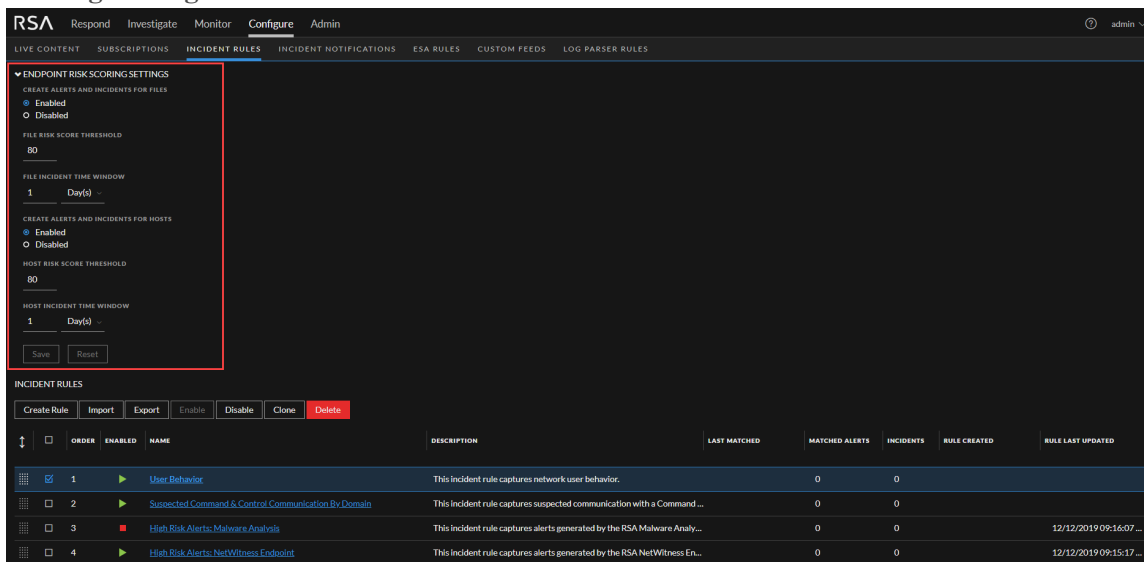 RSA Respond Investigate Monitor Configure Admin admin
LIVE CONTENT SUBSCRIPTIONS INCIDENT RULES INCIDENT NOTIFICATIONS ESA RULES CUSTOM FEEDS LOG PARSER RULES
ENDPOINT RISK SCORING SETTINGS
CREATE ALERTS AND INCIDENTS FOR FILES
Enabled
Disabled
FILE RISK SCORE THRESHOLD
80
FILE INCIDENT TIME WINDOW
1 Day(s)
CREATE ALERTS AND INCIDENTS FOR HOSTS
Enabled
Disabled
HOST RISK SCORE THRESHOLD
80
HOST INCIDENT TIME WINDOW
1 Day(s)
Save Reset
INCIDENT RULES
Create Rule Import Export Enable Disable Clone Delete
ORDER ENABLED NAME DESCRIPTION LAST MATCHED MATCHED ALERTS INCIDENTS RULE CREATED RULE LAST UPDATED
1 User Behavior This incident rule captures network user behavior. 0 0
2 Suspected Command & Control Communication By Domain This incident rule captures suspected communication with a Command ... 0 0
3 High Risk Alerts: Malware Analysis This incident rule captures alerts generated by the RSA Malware Analy... 0 0 12/12/2019 09:16:07 ...
4 High Risk Alerts: NetWitness Endpoint This incident rule captures alerts generated by the RSA NetWitness En... 0 0 12/12/2019 09:15:17 ...